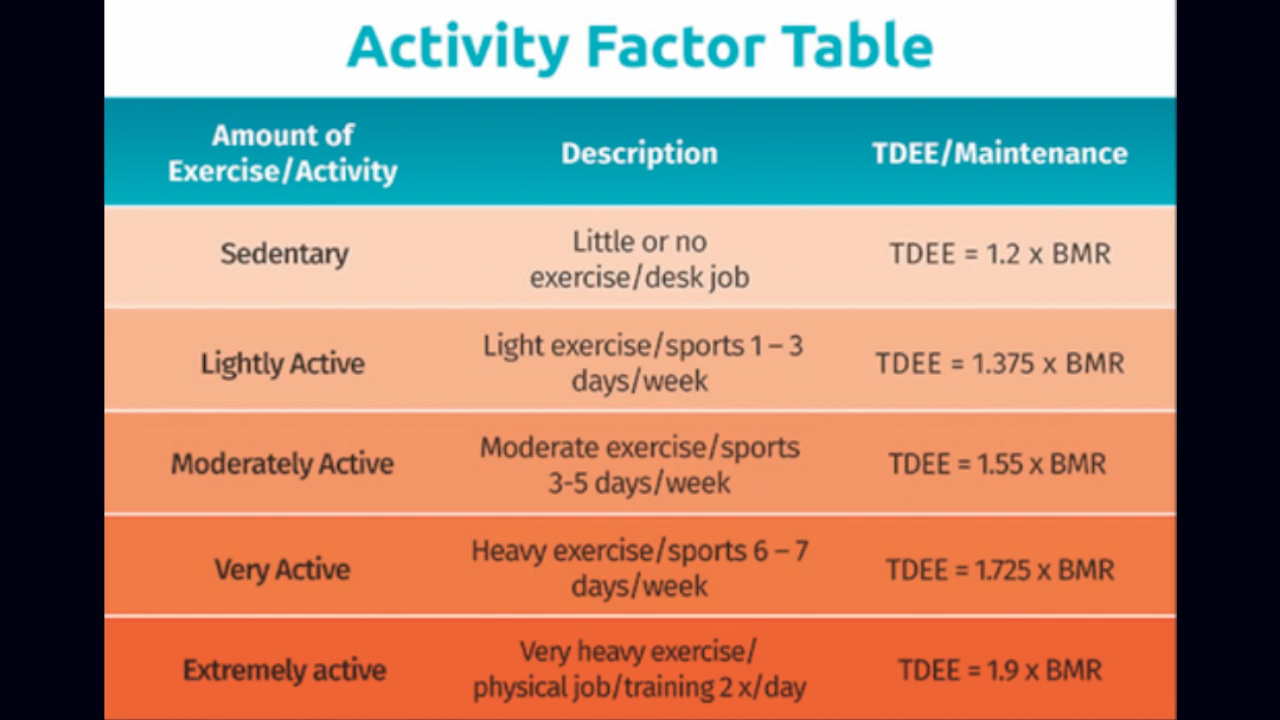 Activity Factor Table
Amount of
Exercise/Activity
Description
TDEE/Maintenance
Sedentary
Little or no
exercise/desk job
TDEE = 1.2 x BMR
Lightly Active
Light exercise/sports 1 – 3
days/week
TDEE = 1.375 x BMR
Moderately Active
Moderate exercise/sports
3-5 days/week
TDEE = 1.55 x BMR
Very Active
Heavy exercise/sports 6 – 7
days/week
TDEE = 1.725 x BMR
Extremely active
Very heavy exercise/
physical job/training 2 x/day
TDEE = 1.9 x BMR